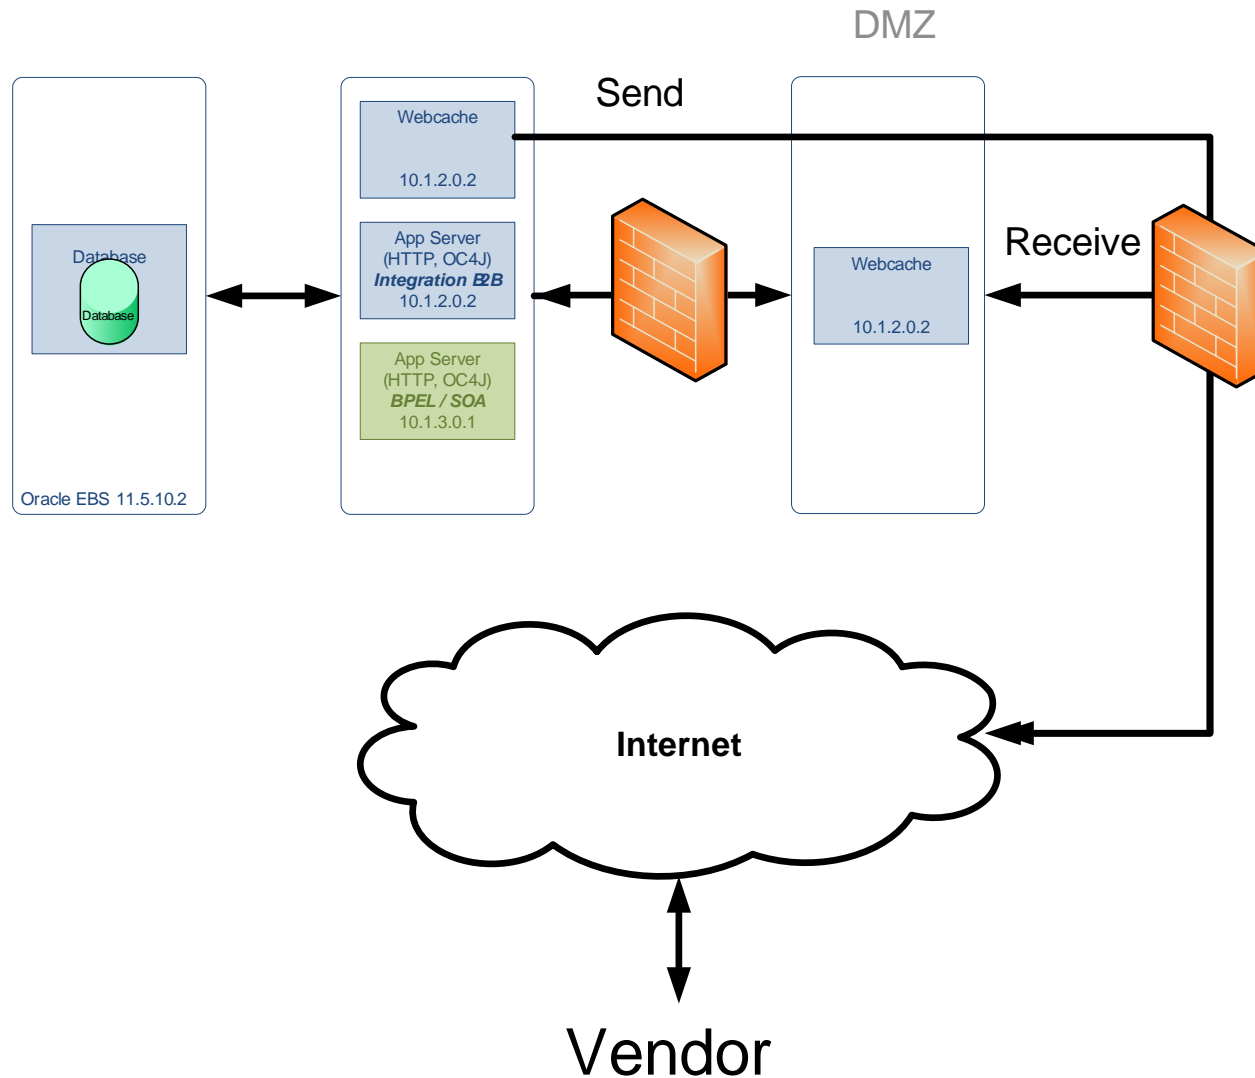 DMZ
Send
Webcache
10.1.2.0.2
App Server
(HTTP, OC4J)
Integration B2B
10.1.2.0.2
App Server
(HTTP, OC4J)
BPEL / SOA
10.1.3.0.1
Database
Database
Oracle EBS 11.5.10.2
Webcache
10.1.2.0.2
Receive
Internet
Vendor